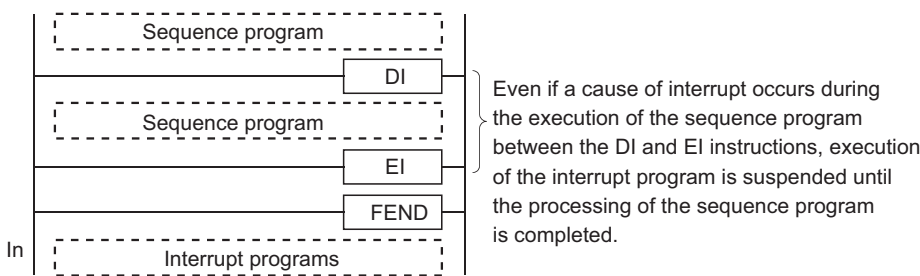 Sequence program
DI
Sequence program
EI
FEND
In
Interrupt programs
Even if a cause of interrupt occurs during
the execution of the sequence program
between the DI and EI instructions, execution
of the interrupt program is suspended until
the processing of the sequence program
is completed.